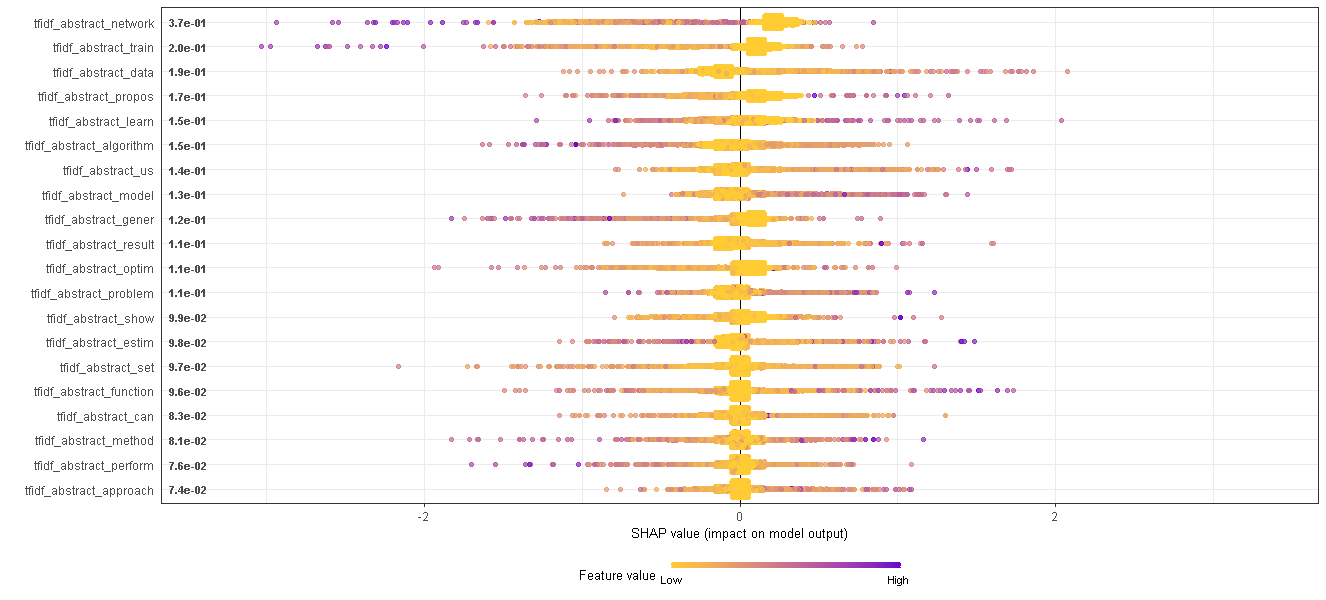 tfidf_abstract_network 3.7e-01
tfidf_abstract_train 2.0e-01
tfidf_abstract_data 1.9e-01
tfidf_abstract_propos 1.7e-01
tfidf_abstract_learn 1.5e-01
tfidf_abstract_algorithm 1.5e-01
tfidf_abstract_us 1.4e-01
tfidf_abstract_model 1.3e-01
tfidf_abstract_gener 1.2e-01
tfidf_abstract_result 1.1e-01
tfidf_abstract_optim 1.1e-01
tfidf_abstract_problem 1.1e-01
tfidf_abstract_show 9.9e-02
tfidf_abstract_estim 9.8e-02
tfidf_abstract_set 9.7e-02
tfidf_abstract_function 9.6e-02
tfidf_abstract_can 8.3e-02
tfidf_abstract_method 8.1e-02
tfidf_abstract_perform 7.6e-02
tfidf_abstract_approach 7.4e-02
-2 0 2
SHAP value (impact on model output)
Feature value Low High